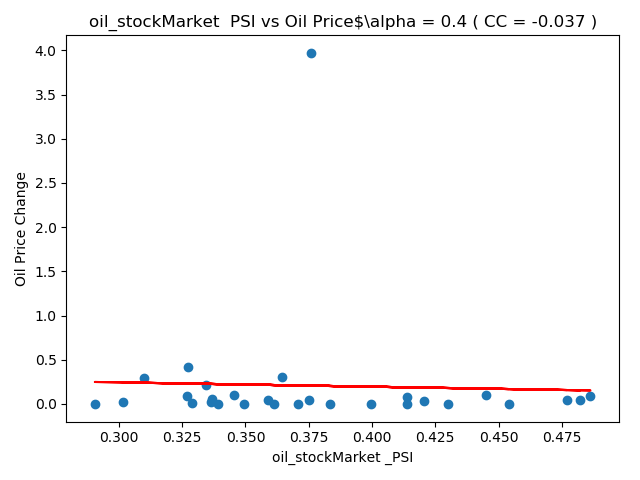 oil_stockMarket  PSI vs Oil Price$\alpha = 0.4 ( CC = -0.037 )
Oil Price Change
4.0
3.5
3.0
2.5
2.0
1.5
1.0
0.5
0.0
0.300 0.325 0.350 0.375 0.400 0.425 0.450 0.475
oil_stockMarket _PSI